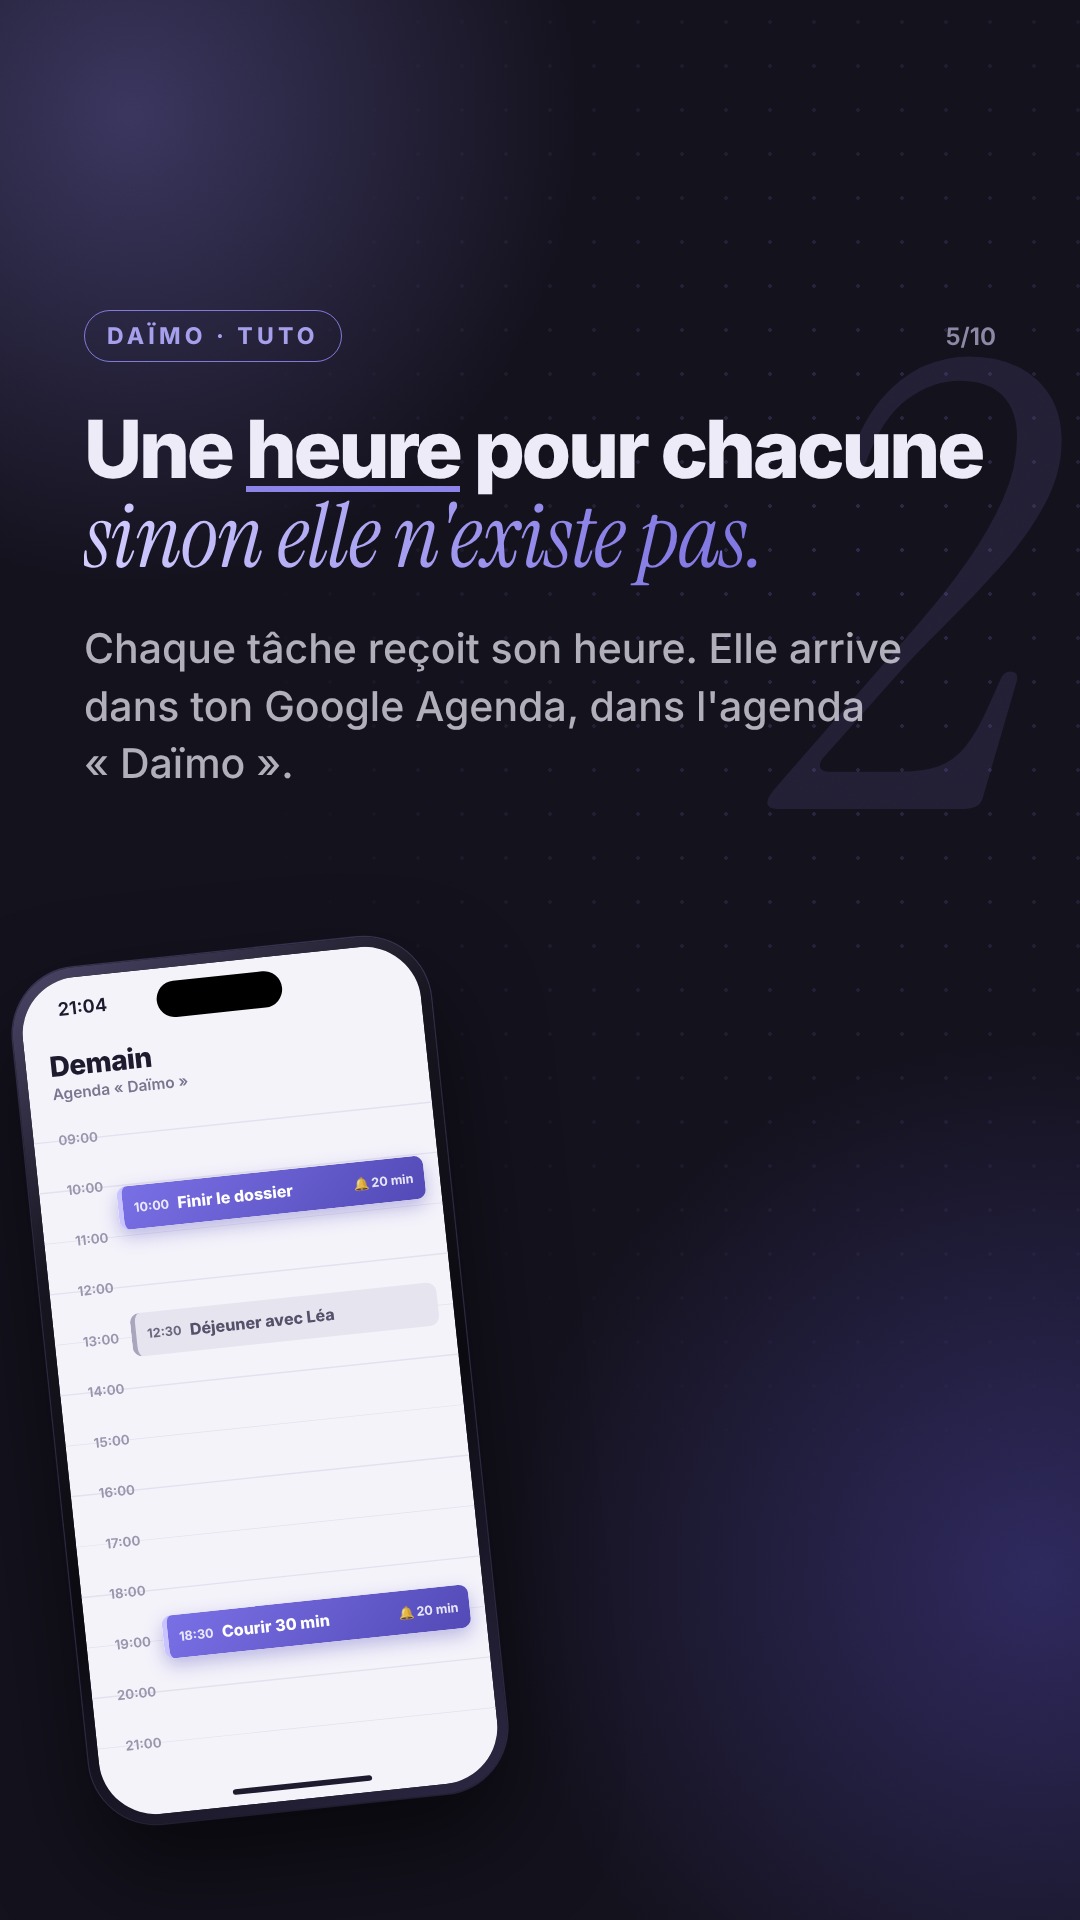 DAÏMO · TUTO
5/10
2
Une heure pour chacune
sinon elle n'existe pas.
Chaque tâche reçoit son heure. Elle arrive
dans ton Google Agenda, dans l'agenda
« Daïmo ».
21:04
Demain
Agenda « Daïmo »
09:00
10:00
10:00 Finir le dossier 🔔 20 min
11:00
12:00
12:30 Déjeuner avec Léa
13:00
14:00
15:00
16:00
17:00
18:00
18:30 Courir 30 min 🔔 20 min
19:00
20:00
21:00